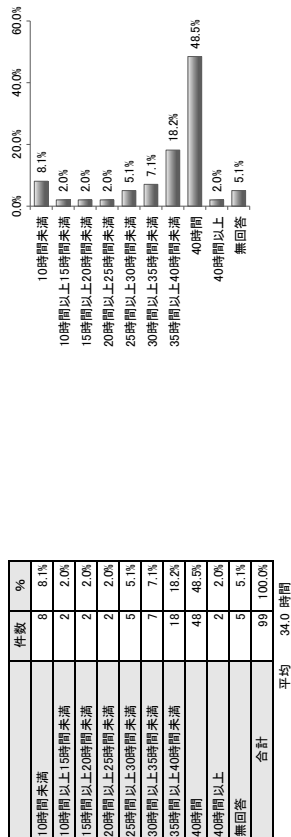 件数 %
10時間未満 8 8.1%
10時間以上15時間未満 2 2.0%
15時間以上20時間未満 2 2.0%
20時間以上25時間未満 2 2.0%
25時間以上30時間未満 5 5.1%
30時間以上35時間未満 7 7.1%
35時間以上40時間未満 18 18.2%
40時間 48 48.5%
40時間以上 2 2.0%
無回答 5 5.1%
合計 99 100.0%
平均 34.0 時間
0.0% 20.0% 40.0% 60.0%
10時間未満 8.1%
10時間以上15時間未満 2.0%
15時間以上20時間未満 2.0%
20時間以上25時間未満 2.0%
25時間以上30時間未満 5.1%
30時間以上35時間未満 7.1%
35時間以上40時間未満 18.2%
40時間 48.5%
40時間以上 2.0%
無回答 5.1%